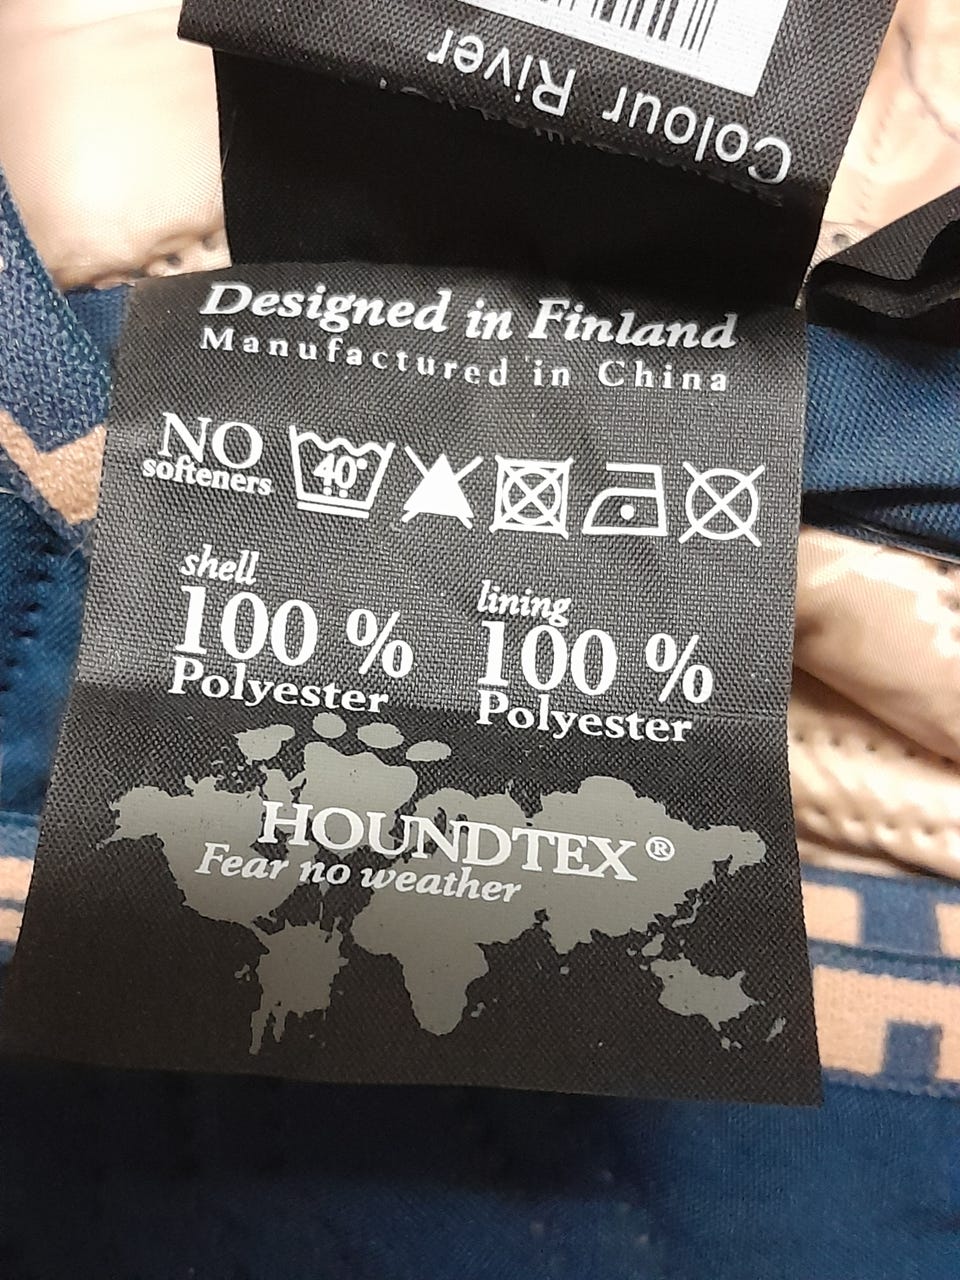 Colour River
Designed in Finland
Manufactured in China
NO
softeners
40°
shell
100 %
Polyester
lining
100 %
Polyester
HOUNDTEX®
Fear no weather